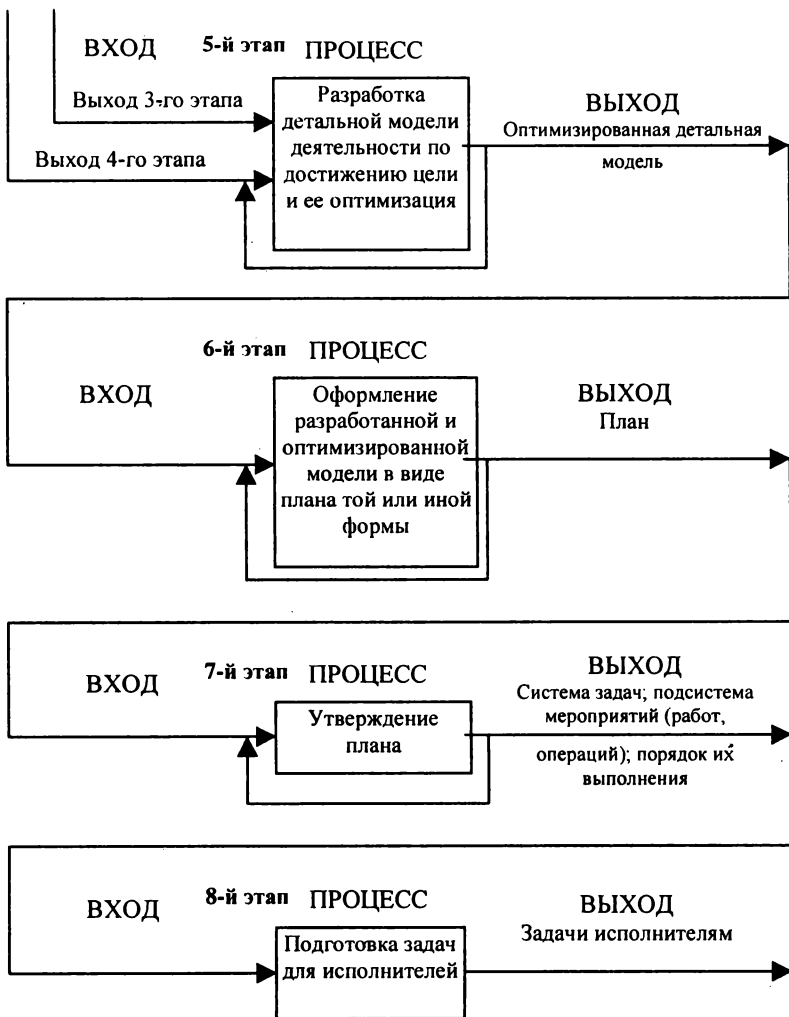 ВХОД 5-й этап ПРОЦЕСС
Выход 3-го этапа
Выход 4-го этапа
Разработка
детальной модели
деятельности по
достижению цели
и ее оптимизация
ВЫХОД
Оптимизированная детальная
модель
6-й этап ПРОЦЕСС
ВХОД
Оформление
разработанной и
оптимизированной
модели в виде
плана той или иной
формы
ВЫХОД
План
7-й этап ПРОЦЕСС
ВХОД
Утверждение
плана
ВЫХОД
Система задач; подсистема
мероприятий (работ,
операций); порядок их
выполнения
8-й этап ПРОЦЕСС
ВХОД
Подготовка задач
для исполнителей
ВЫХОД
Задачи исполнителям